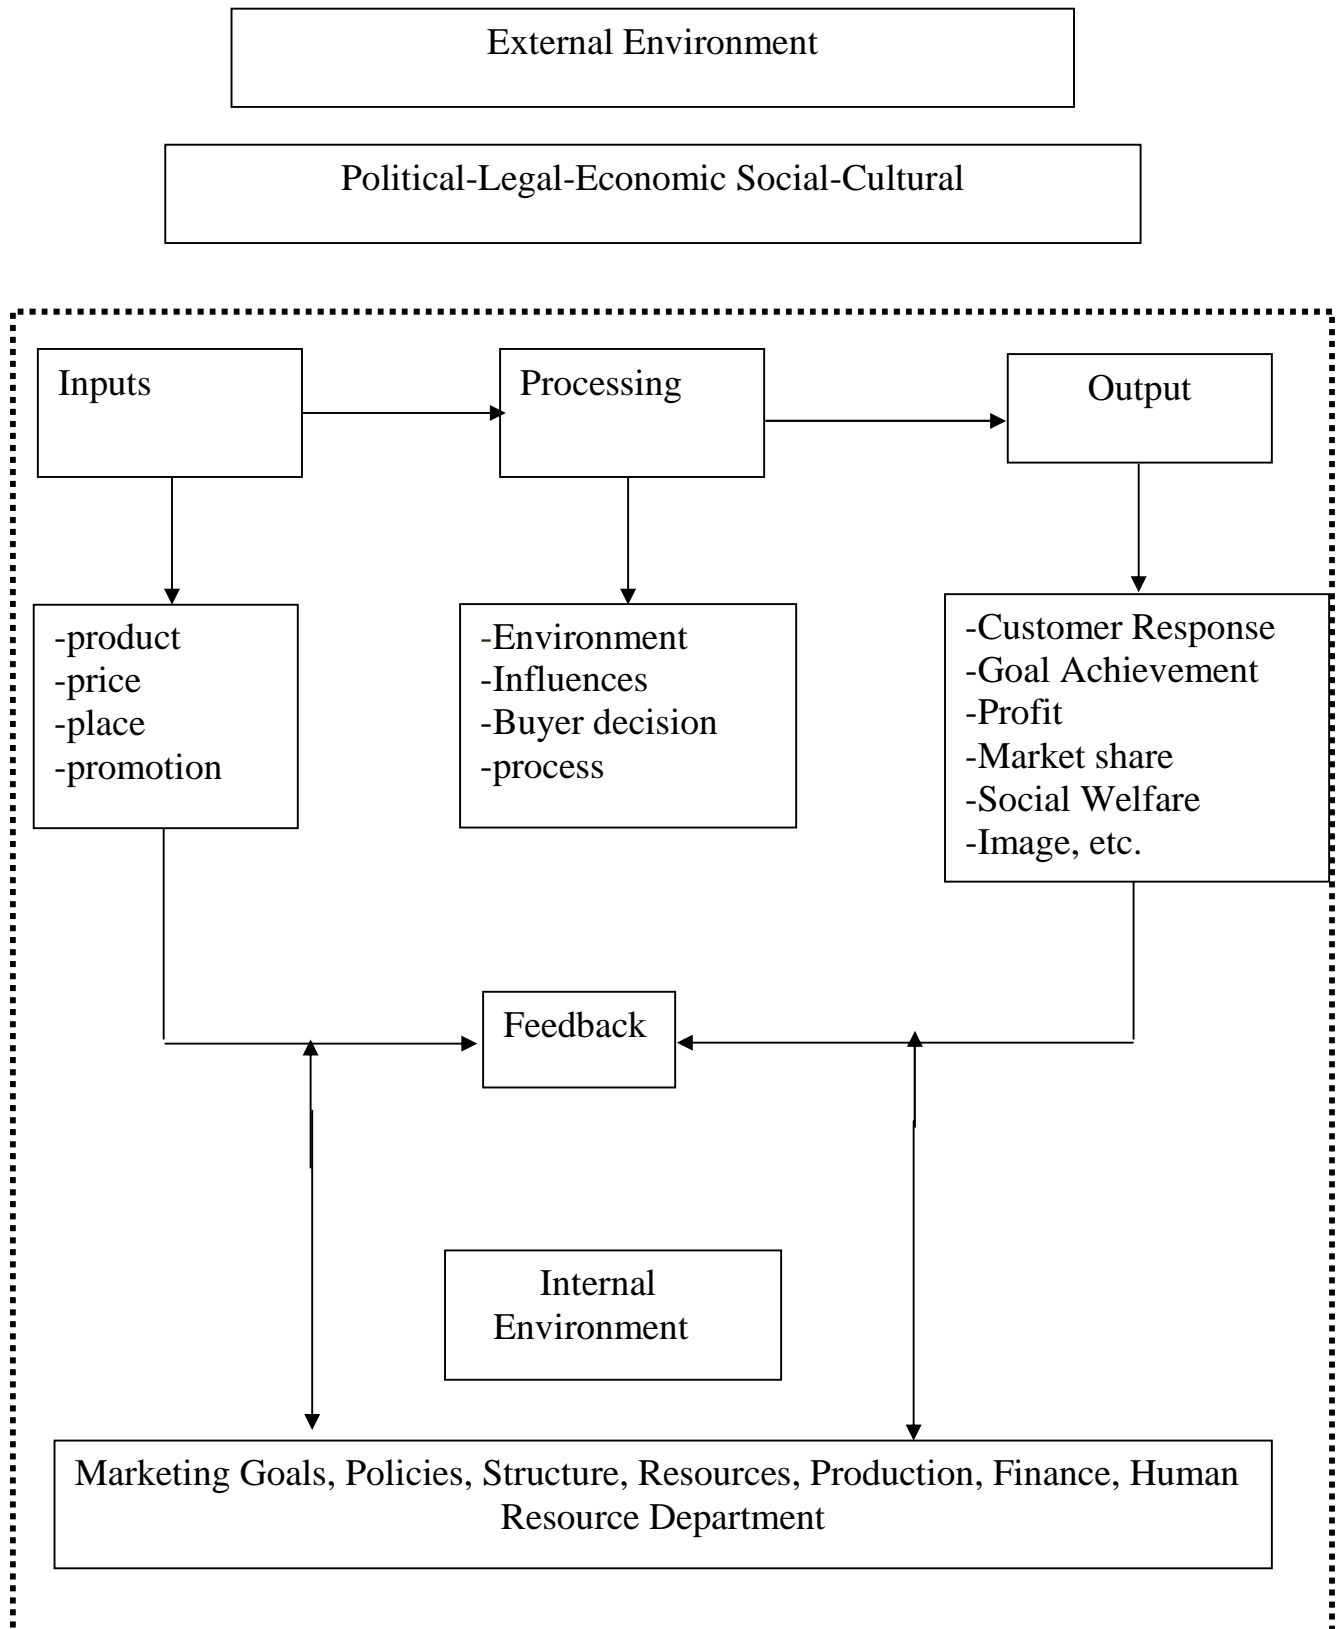 External Environment
Political-Legal-Economic Social-Cultural
Inputs
Processing
Output
-product
-price
-place
-promotion
-Environment
-Influences
-Buyer decision
-process
-Customer Response
-Goal Achievement
-Profit
-Market share
-Social Welfare
-Image, etc.
Feedback
Internal
Environment
Marketing Goals, Policies, Structure, Resources, Production, Finance, Human
Resource Department